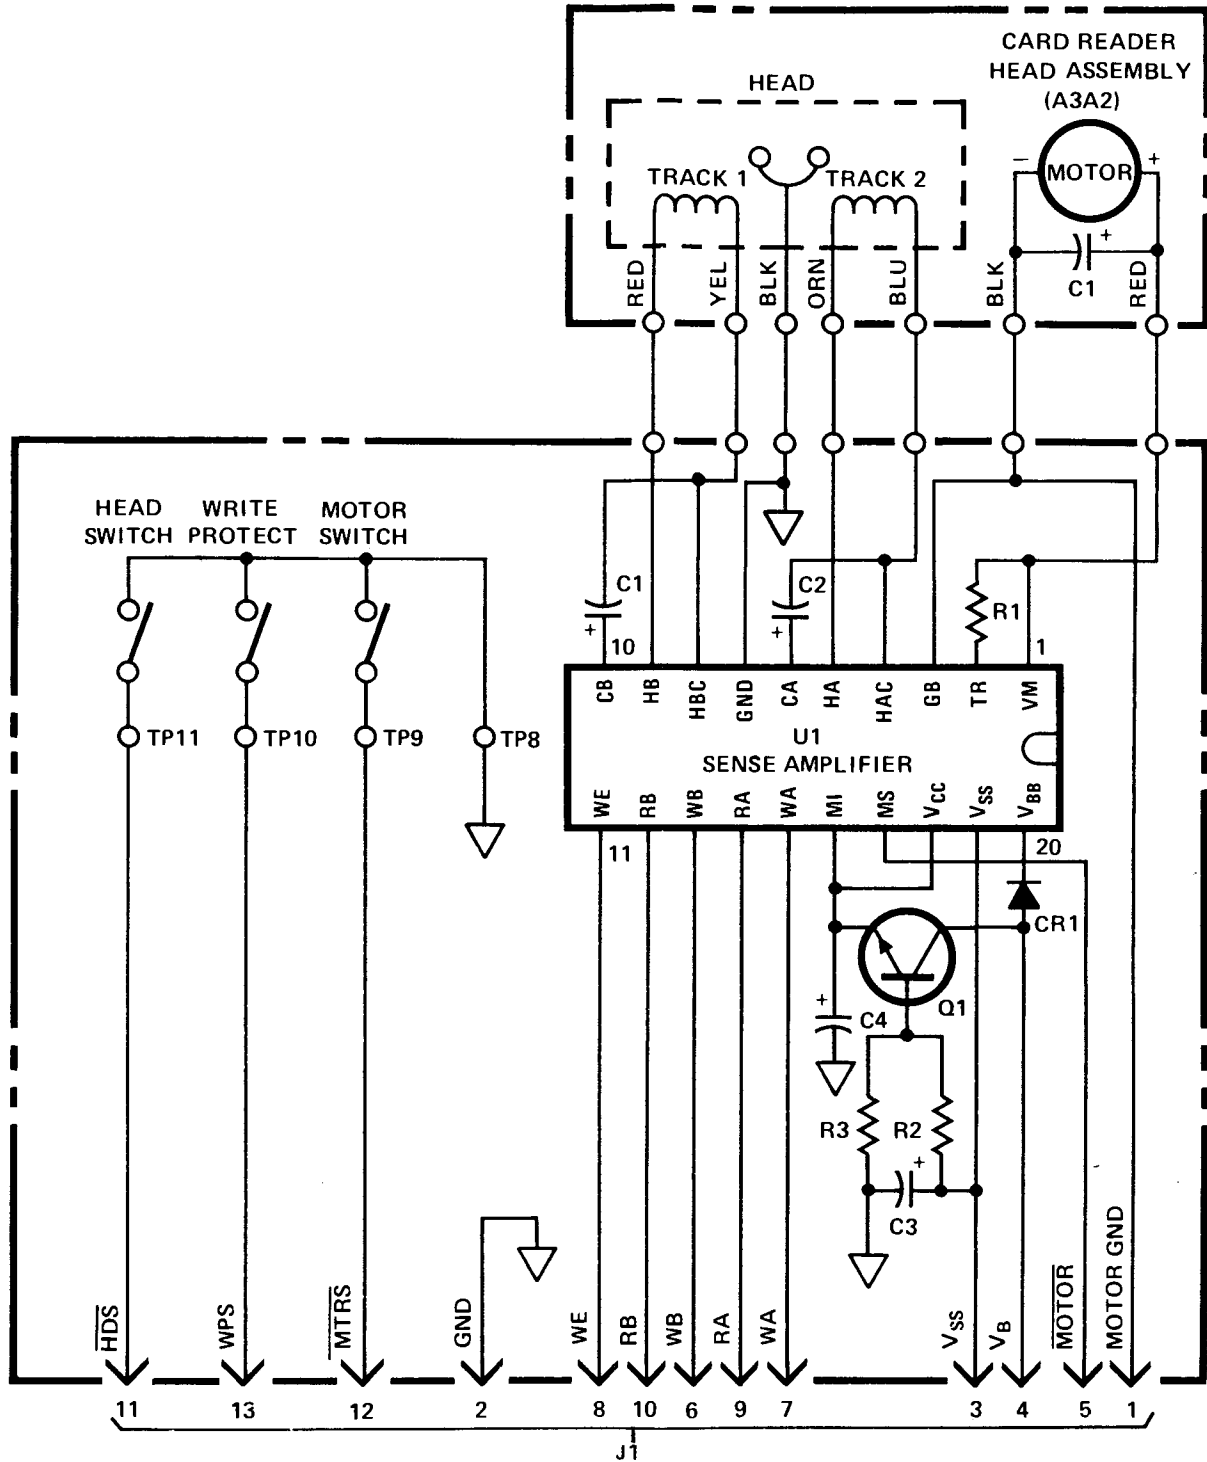 CARD READER
HEAD ASSEMBLY
(A3A2)
HEAD
TRACK 1
TRACK 2
− MOTOR +
+
C1
RED
YEL
BLK
ORN
BLU
BLK
RED
HEAD
SWITCH
WRITE
PROTECT
MOTOR
SWITCH
C1
+
10
C2
+
R1
1
CB
HB
HBC
GND
CA
HA
HAC
GB
TR
VM
TP11
TP10
TP9
TP8
U1
SENSE AMPLIFIER
WE
RB
WB
RA
WA
MI
MS
VCC
VSS
VBB
11
20
CR1
Q1
+
C4
R3
R2
+
C3
HDS
WPS
MTRS
GND
WE
RB
WB
RA
WA
VSS
VB
MOTOR
MOTOR GND
11 13 12 2 8 10 6 9 7 3 4 5 1
J1